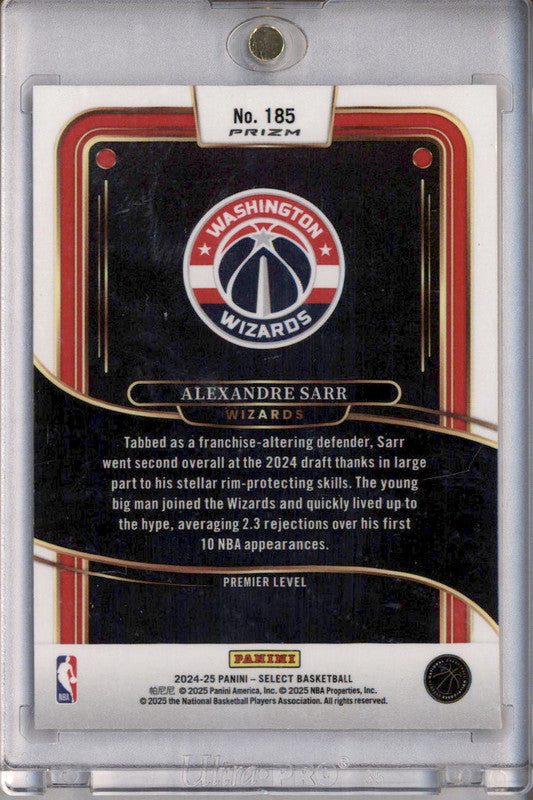 No. 185
PRIZM
WASHINGTON
WIZARDS
ALEXANDRE SARR
WIZARDS
Tabbed as a franchise-altering defender, Sarr
went second overall at the 2024 draft thanks in large
part to his stellar rim-protecting skills. The young
big man joined the Wizards and quickly lived up to
the hype, averaging 2.3 rejections over his first
10 NBA appearances.
PREMIER LEVEL
PANINI
2024-25 PANINI – SELECT BASKETBALL
帕尼尼 © 2025 Panini America, Inc. © 2025 NBA Properties, Inc.
© 2025 the National Basketball Players Association. All rights reserved.
NBA
Ultra·PRO®